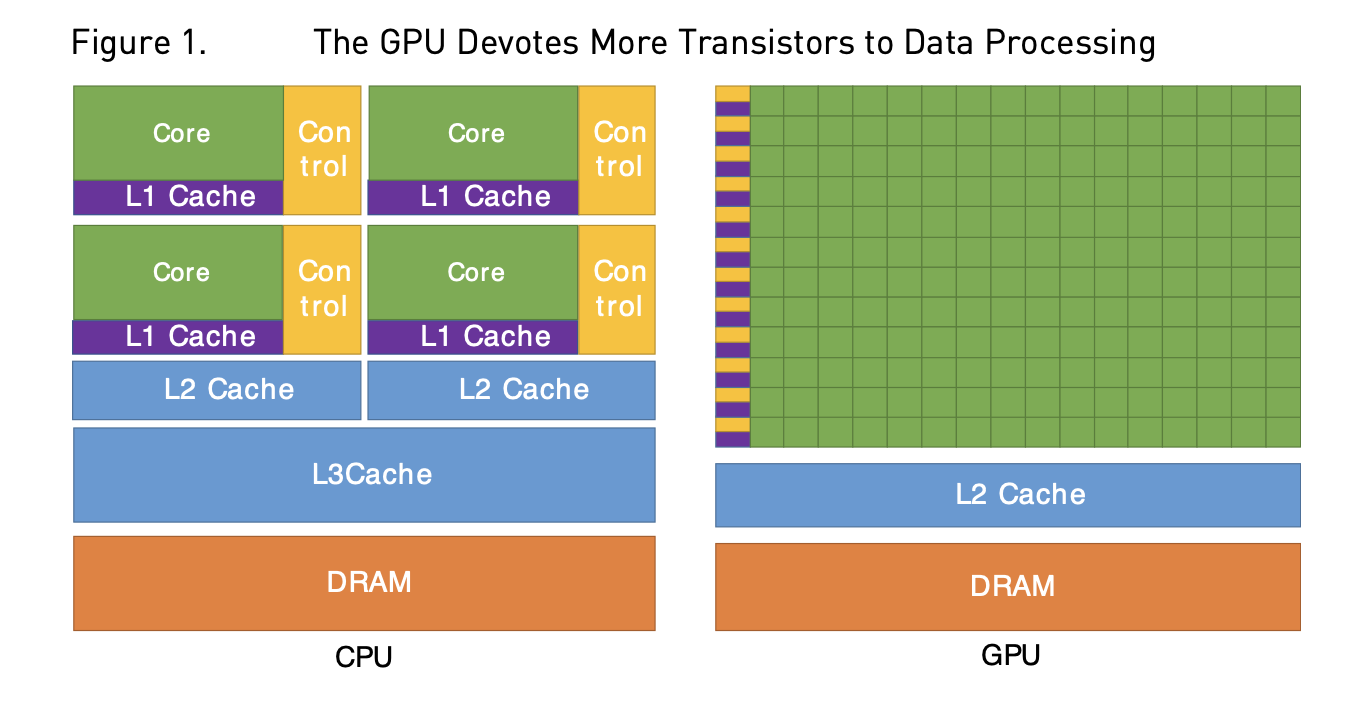 Figure 1. The GPU Devotes More Transistors to Data Processing
Core
Con
trol
L1 Cache
Core
Con
trol
L1 Cache
Core
Con
trol
L1 Cache
Core
Con
trol
L1 Cache
L2 Cache
L2 Cache
L3Cache
DRAM
CPU
L2 Cache
DRAM
GPU